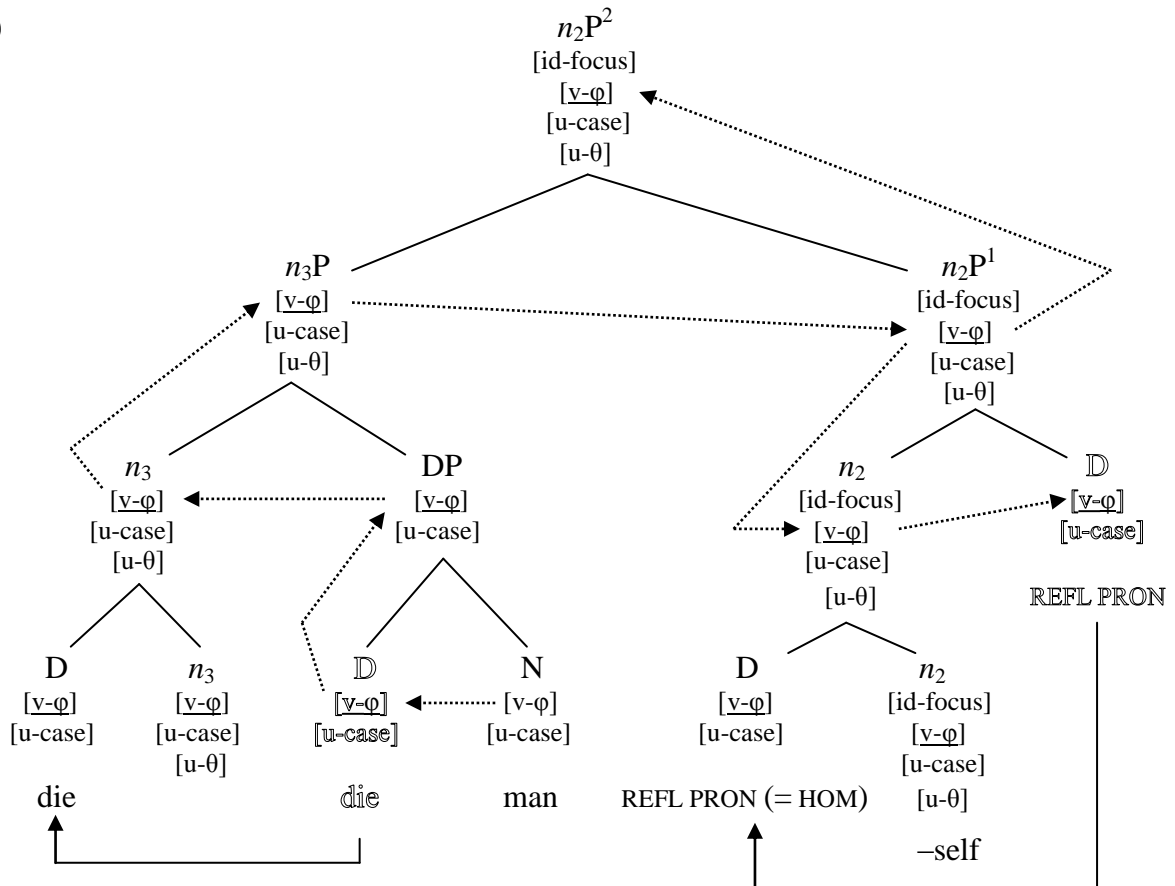 )
n₂P²
[id-focus]
[v-φ]
[u-case]
[u-θ]
n₃P n₂P¹
[v-φ] [id-focus]
[u-case] [v-φ]
[u-θ] [u-case]
[u-θ]
n₃ DP n₂ D
[v-φ] [v-φ] [id-focus] [v-φ]
[u-case] [u-case] [v-φ] [u-case]
[u-θ] [u-case]
[u-θ] REFL PRON
D n₃ D N D n₂
[v-φ] [v-φ] [v-φ] [v-φ] [v-φ] [id-focus]
[u-case] [u-case] [u-case] [u-case] [u-case] [v-φ]
[u-θ] [u-case]
die die man REFL PRON (= HOM) [u-θ]
–self